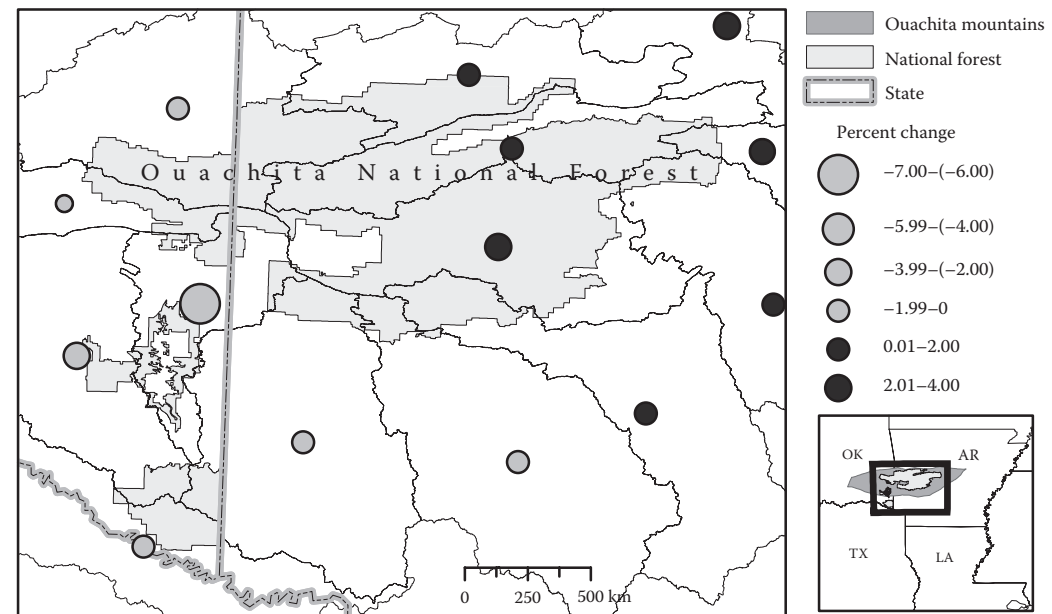 Ouachita National Forest
0 250 500 km
Ouachita mountains
National forest
State
Percent change
−7.00–(−6.00)
−5.99–(−4.00)
−3.99–(−2.00)
−1.99–0
0.01–2.00
2.01–4.00
OK AR
TX LA